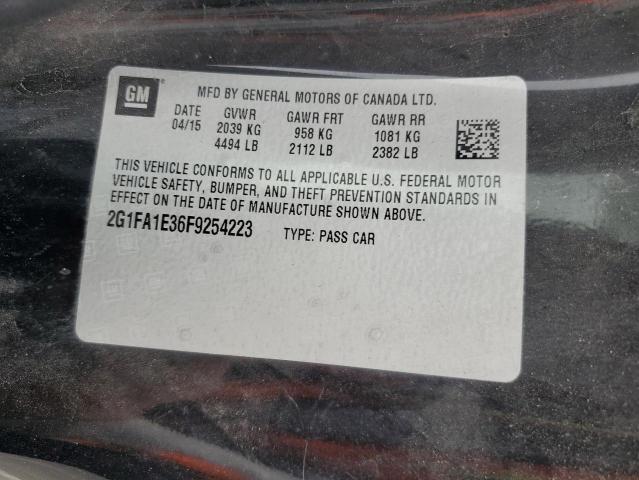 GM
MFD BY GENERAL MOTORS OF CANADA LTD.
DATE GVWR GAWR FRT GAWR RR
04/15 2039 KG 958 KG 1081 KG
4494 LB 2112 LB 2382 LB
THIS VEHICLE CONFORMS TO ALL APPLICABLE U.S. FEDERAL MOTOR
VEHICLE SAFETY, BUMPER, AND THEFT PREVENTION STANDARDS IN
EFFECT ON THE DATE OF MANUFACTURE SHOWN ABOVE.
2G1FA1E36F9254223 TYPE: PASS CAR